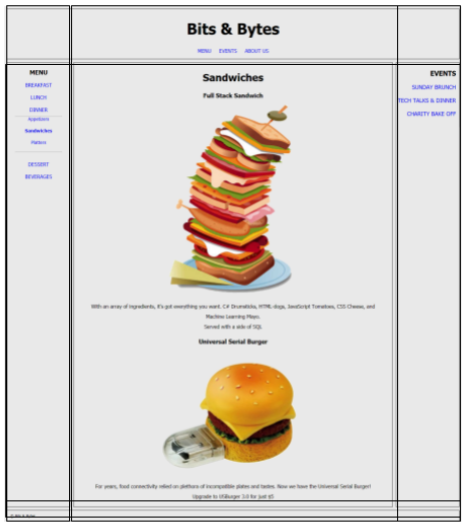 Bits & Bytes
MENU EVENTS ABOUT US
MENU
BREAKFAST
LUNCH
DINNER
Appetizers
Sandwiches
Platters
DESSERT
BEVERAGES
Sandwiches
Full Stack Sandwich
With an array of ingredients, it's got everything you want. C# Drumsticks, HTML-dogs, JavaScript Tomatoes, CSS Cheese, and
Machine Learning Mayo.
Served with a side of SQL
Universal Serial Burger
For years, food connectivity relied on plethora of incompatible plates and tastes. Now we have the Universal Serial Burger!
Upgrade to USBurger 3.0 for just $5
EVENTS
SUNDAY BRUNCH
TECH TALKS & DINNER
CHARITY BAKE OFF